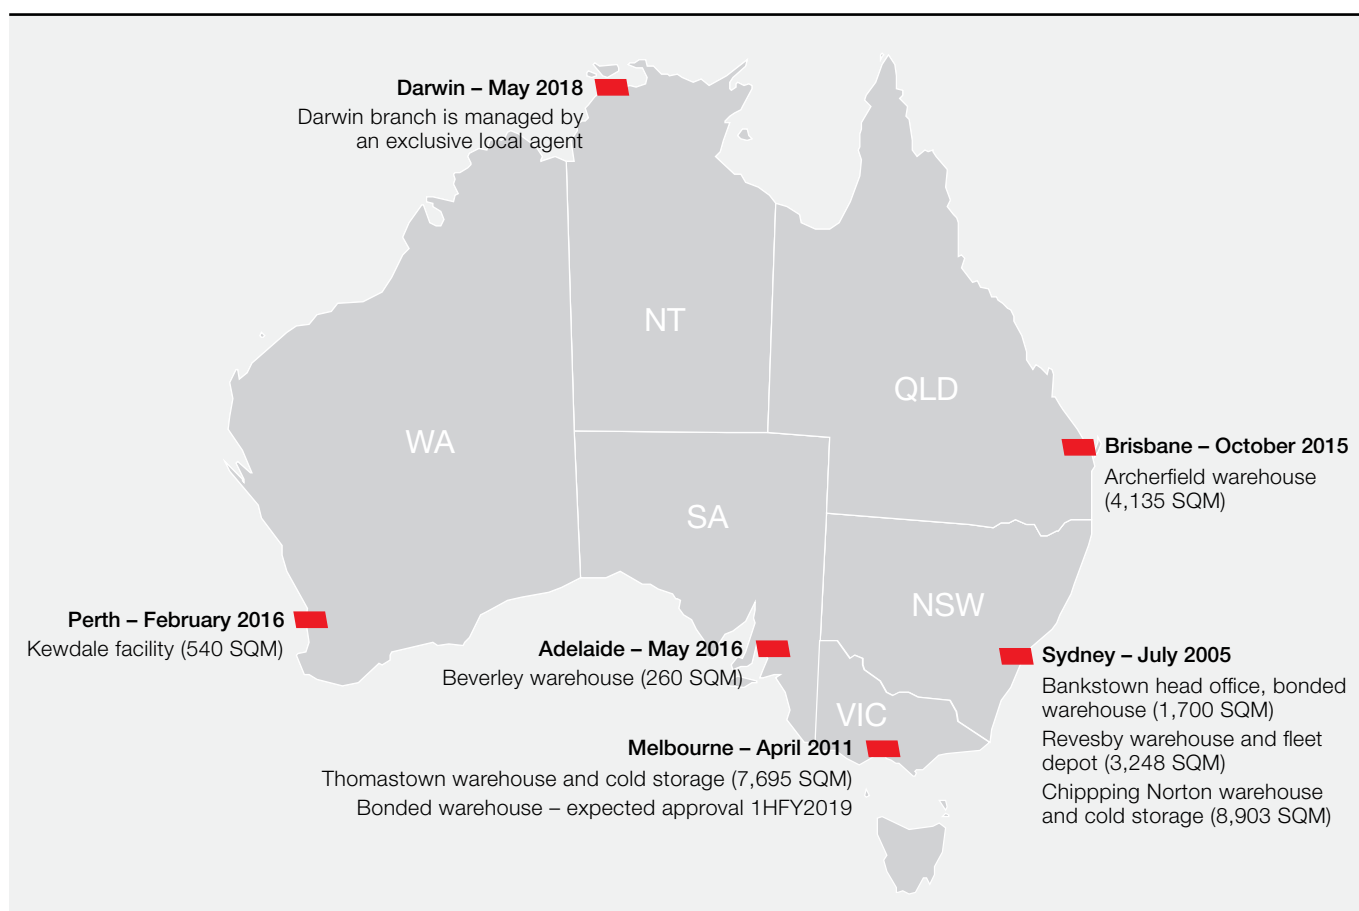 Darwin – May 2018
Darwin branch is managed by
an exclusive local agent
NT
QLD
WA
Brisbane – October 2015
Archerfield warehouse
(4,135 SQM)
SA
NSW
Perth – February 2016
Kewdale facility (540 SQM)
Adelaide – May 2016
Beverley warehouse (260 SQM)
Sydney – July 2005
Bankstown head office, bonded
warehouse (1,700 SQM)
Revesby warehouse and fleet
depot (3,248 SQM)
Chippping Norton warehouse
and cold storage (8,903 SQM)
VIC
Melbourne – April 2011
Thomastown warehouse and cold storage (7,695 SQM)
Bonded warehouse – expected approval 1HFY2019